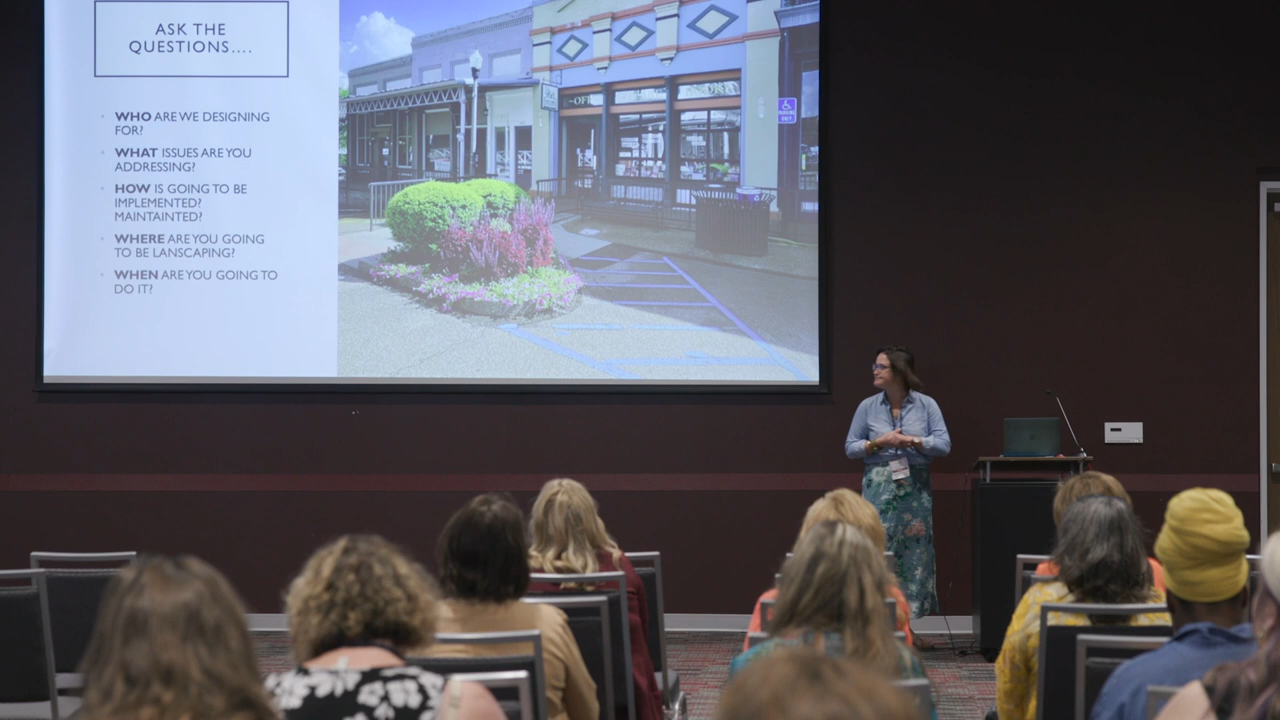 ASK THE
QUESTIONS....
WHO ARE WE DESIGNING
FOR?
WHAT ISSUES ARE YOU
ADDRESSING?
HOW IS GOING TO BE
IMPLEMENTED?
MAINTAINTED?
WHERE ARE YOU GOING
TO BE LANSCAPING?
WHEN ARE YOU GOING TO
DO IT?